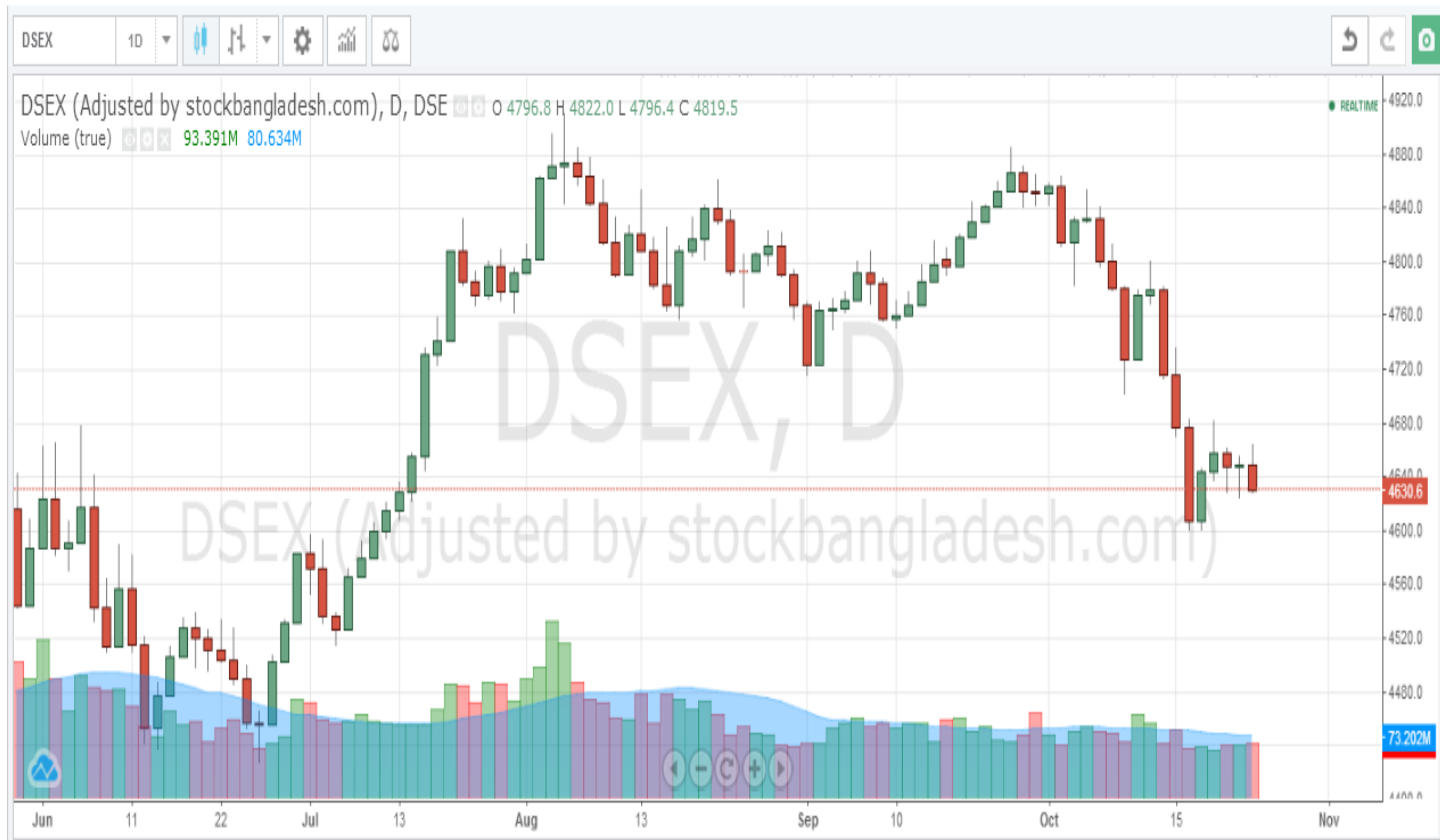 DSEX 1D
DSEX (Adjusted by stockbangladesh.com), D, DSE O 4796.8 H 4822.0 L 4796.4 C 4819.5
Volume (true) 93.391M 80.634M
REALTIME
4920.0
4880.0
4840.0
4800.0
4760.0
4720.0
4680.0
4640.0
4630.6
4600.0
4560.0
4520.0
4480.0
73.202M
4400.0
DSEX, D
DSEX (Adjusted by stockbangladesh.com)
Jun 11 22 Jul 13 Aug 13 Sep 10 Oct 15 Nov